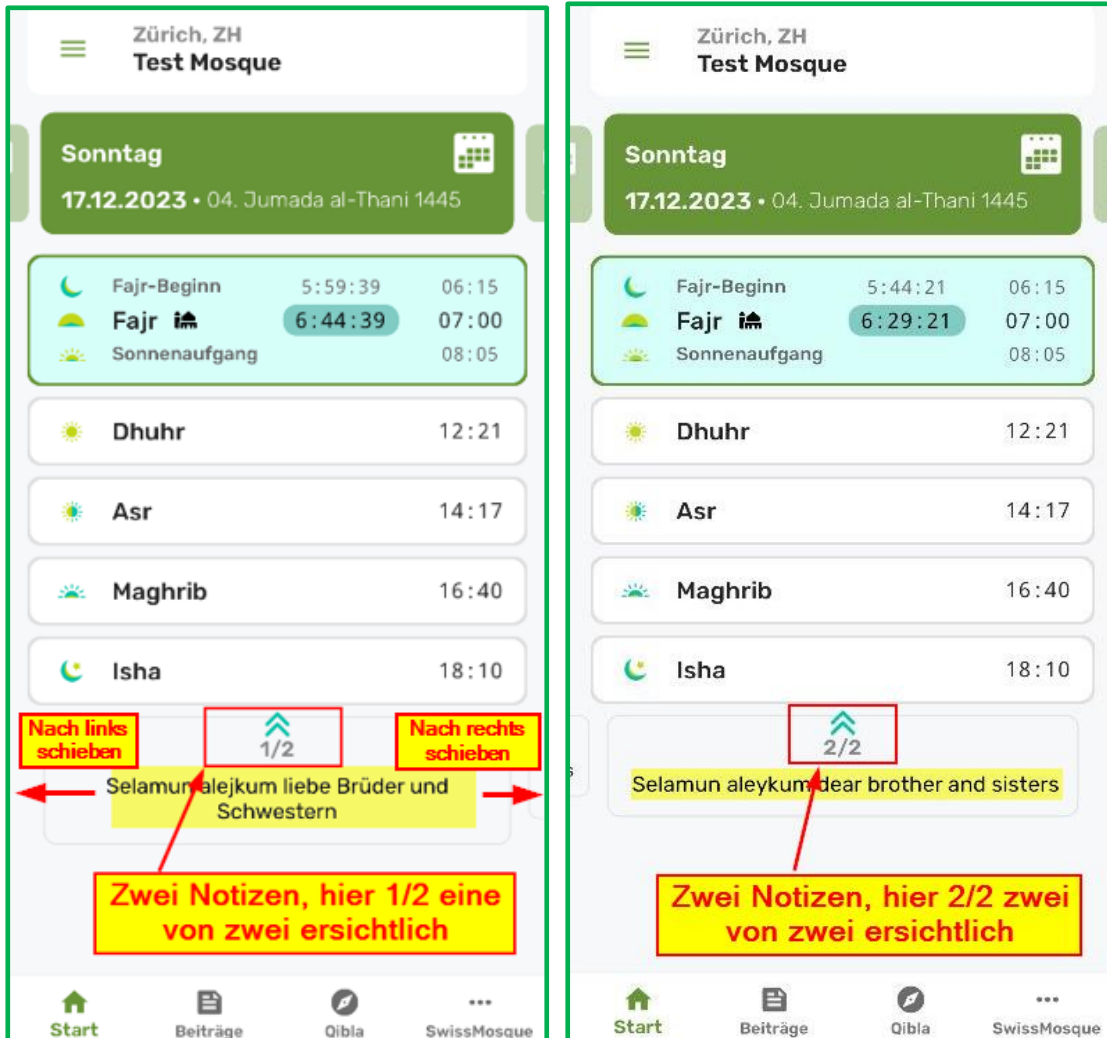 Zürich, ZH
Test Mosque
Sonntag
17.12.2023 • 04. Jumada al-Thani 1445
Fajr-Beginn 5:59:39 06:15
Fajr 6:44:39 07:00
Sonnenaufgang 08:05
Dhuhr 12:21
Asr 14:17
Maghrib 16:40
Isha 18:10
Nach links
schieben
1/2
Nach rechts
schieben
Selamun alejkum liebe Brüder und
Schwestern
Zwei Notizen, hier 1/2 eine
von zwei ersichtlich
Start Beiträge Qibla SwissMosque
Zürich, ZH
Test Mosque
Sonntag
17.12.2023 • 04. Jumada al-Thani 1445
Fajr-Beginn 5:44:21 06:15
Fajr 6:29:21 07:00
Sonnenaufgang 08:05
Dhuhr 12:21
Asr 14:17
Maghrib 16:40
Isha 18:10
2/2
Selamun aleykum dear brother and sisters
Zwei Notizen, hier 2/2 zwei
von zwei ersichtlich
Start Beiträge Qibla SwissMosque